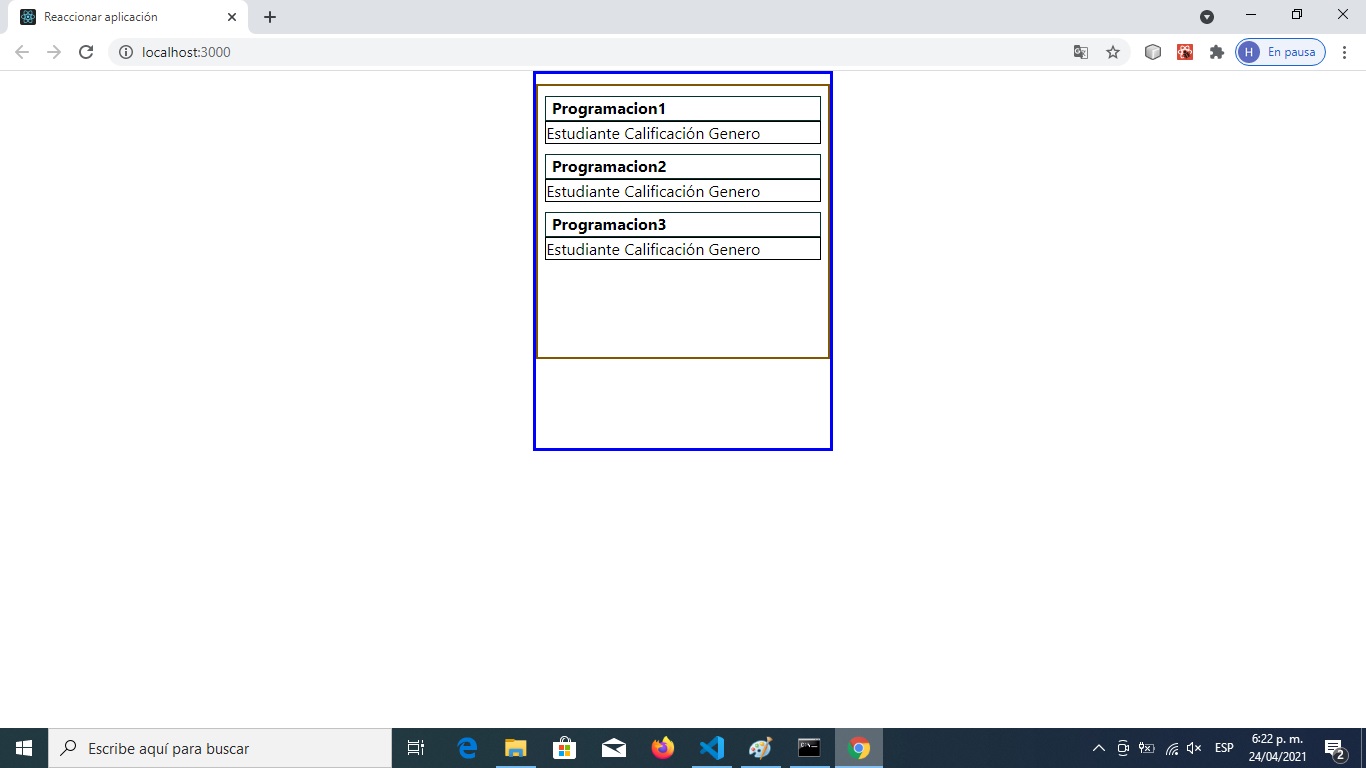 Reaccionar aplicación
localhost:3000
H En pausa
Programacion1
Estudiante Calificación Genero
Programacion2
Estudiante Calificación Genero
Programacion3
Estudiante Calificación Genero
Escribe aquí para buscar
ESP
6:22 p. m.
24/04/2021
2